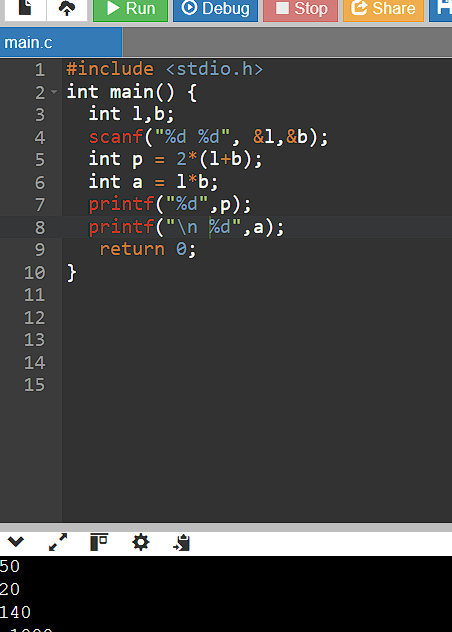 Run Debug Stop Share
main.c
1 #include <stdio.h>
2 int main() {
3 int l,b;
4 scanf("%d %d", &l,&b);
5 int p = 2*(l+b);
6 int a = l*b;
7 printf("%d",p);
8 printf("\n %d",a);
9 return 0;
10 }
11
12
13
14
15
50
20
140
1000